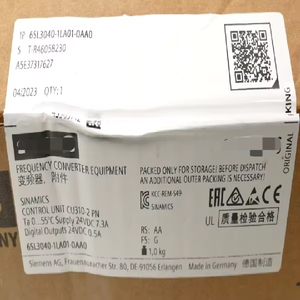 1P 6SL3040-1LA01-0AA0
S T-R46058230
A5E37317627
04/2023 QTY:1
ORIGINAL
KING
FREQUENCY CONVERTER EQUIPMENT
变频器，附件
PACKED ONLY FOR STORAGE! BEFORE SHIPMENT
AN ADDITIONAL OUTER PACKING IS NECESSARY!
SINAMICS
CONTROL UNIT CU310-2 PN
Ta 0...55°C Supply 24VDC 7.3A
Digital Outputs 24VDC 0.5A
6SL3040-1LA01-0AA0
KCC-REM-S49-
SINAMICS
UL
质量检验合格
RS: AA
FS: G
1,0 kg
Siemens AG, Frauenauracher Str. 80, DE-91056 Erlangen Made in Germany 德国制造
NY